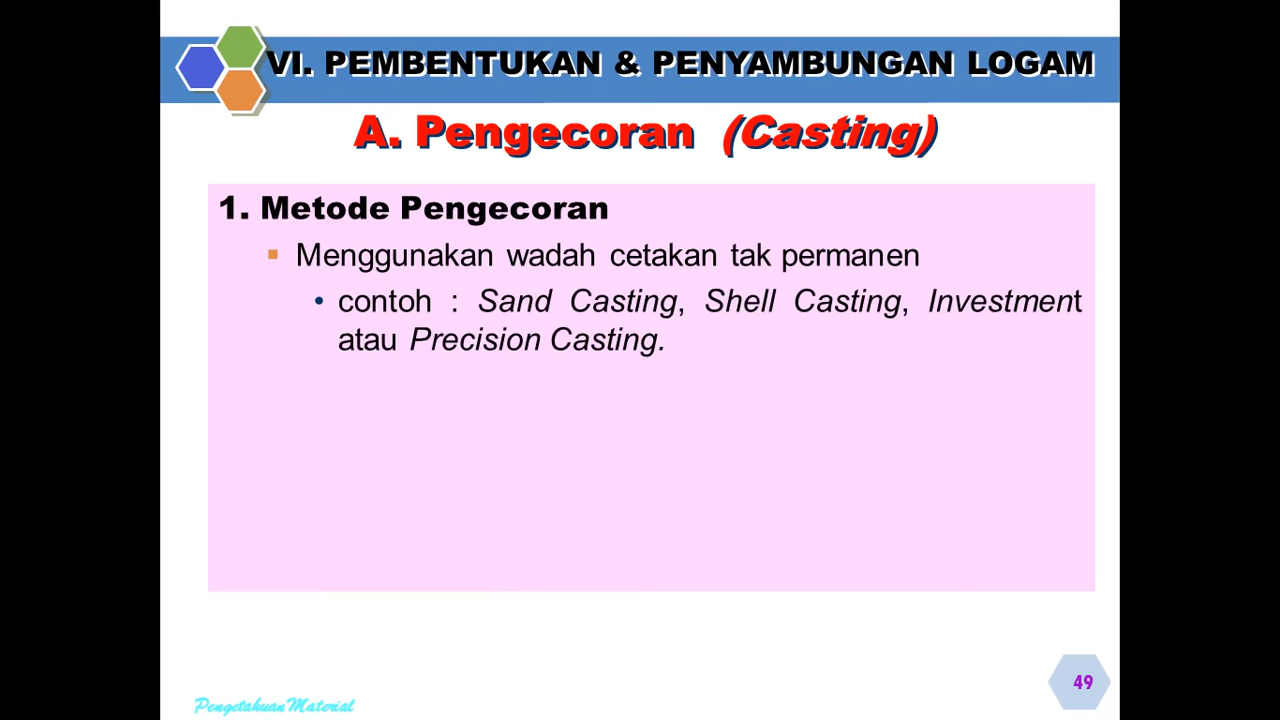 VI. PEMBENTUKAN & PENYAMBUNGAN LOGAM
A. Pengecoran (Casting)
1. Metode Pengecoran
▪ Menggunakan wadah cetakan tak permanen
• contoh : Sand Casting, Shell Casting, Investment
atau Precision Casting.
49
Pengetahuan Material